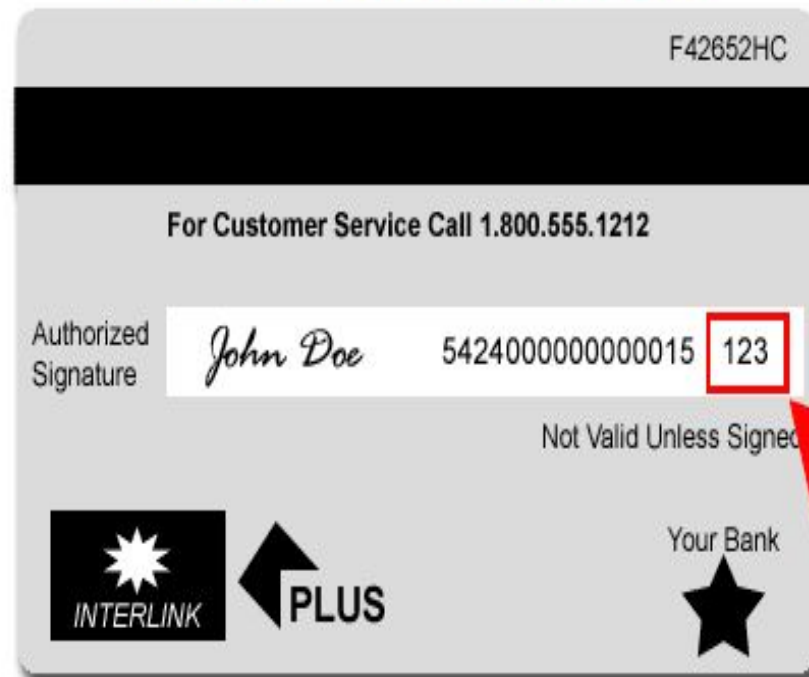 F42652HC
For Customer Service Call 1.800.555.1212
Authorized
Signature
John Doe 5424000000000015 123
Not Valid Unless Signed
Your Bank
INTERLINK
PLUS